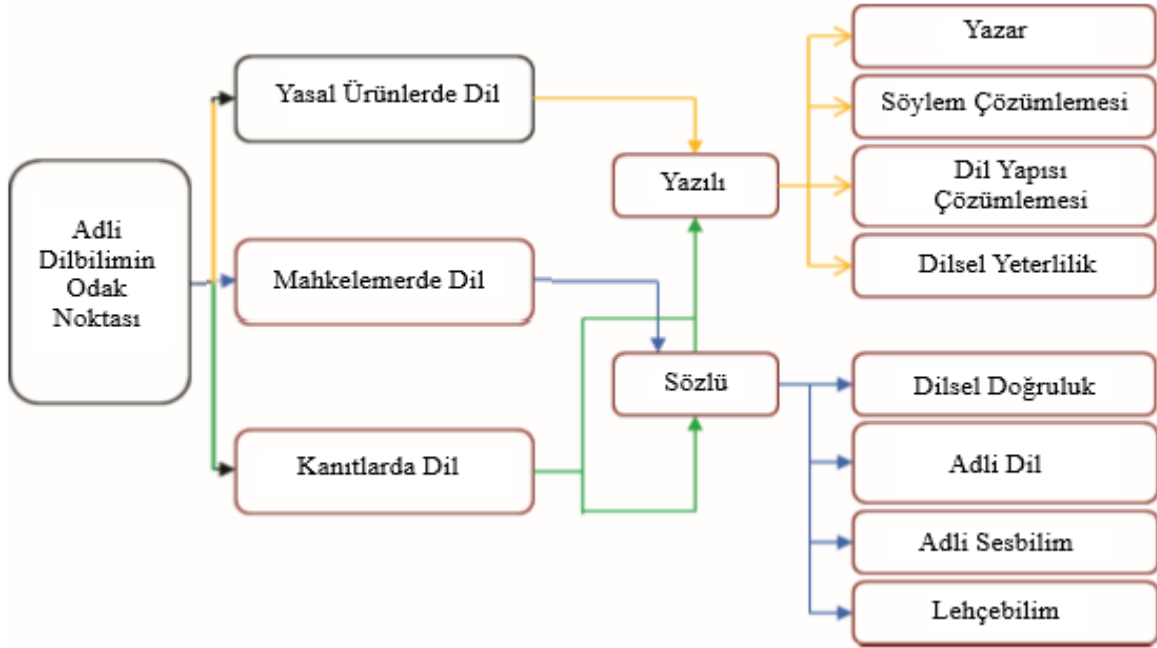 Adli
Dilbilimin
Odak
Noktası
Yasal Ürünlerde Dil
Mahkelemerde Dil
Kanıtlarda Dil
Yazılı
Sözlü
Yazar
Söylem Çözümlemesi
Dil Yapısı
Çözümlemesi
Dilsel Yeterlilik
Dilsel Doğruluk
Adli Dil
Adli Sesbilim
Lehçebilim